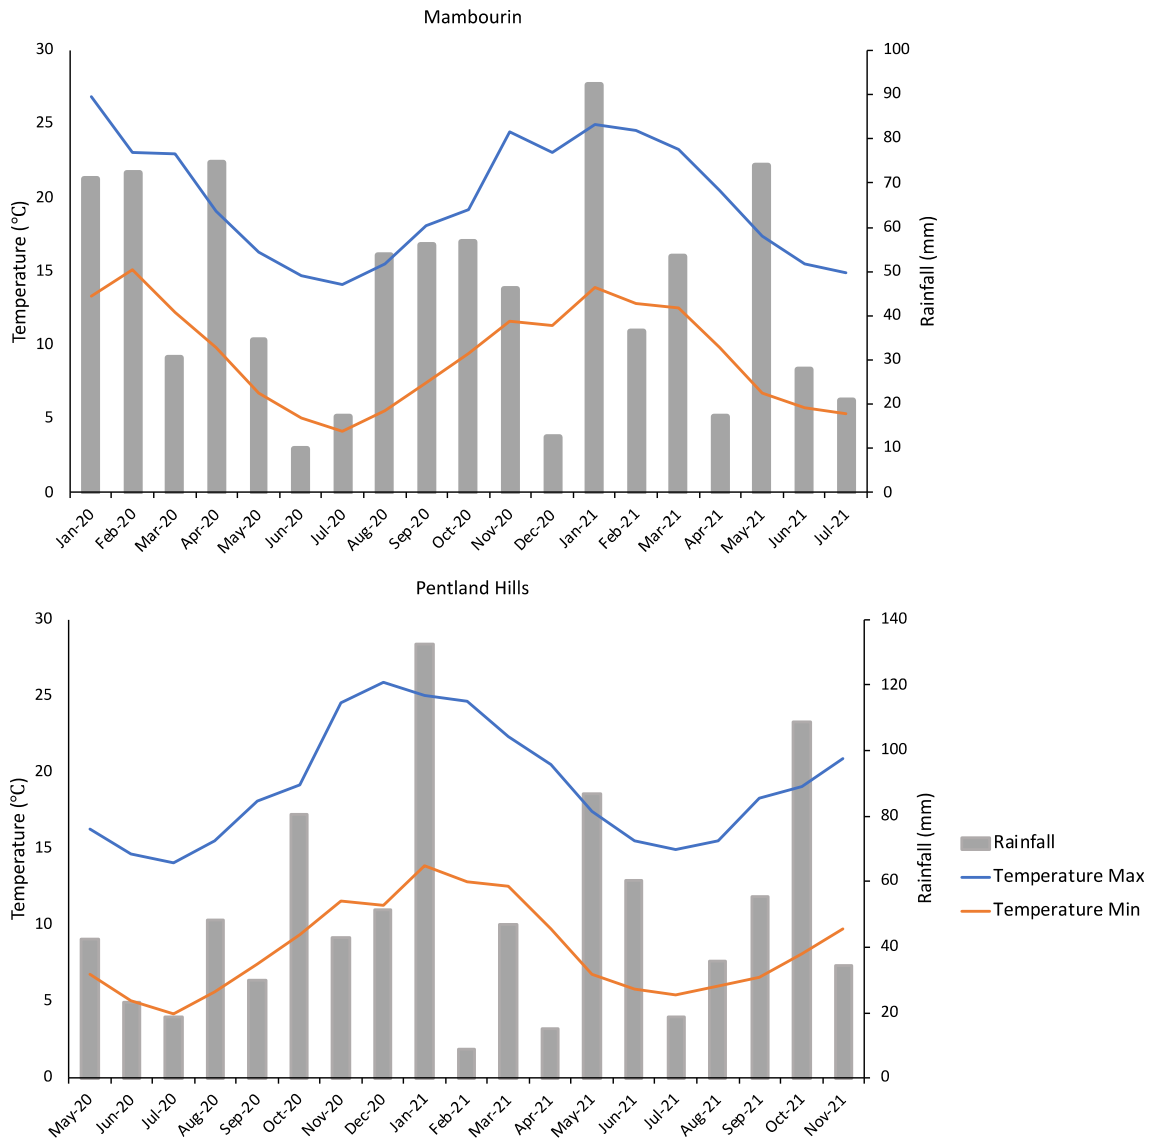 Mambourin
30
25
20
15
10
5
0
Temperature (°C)
100
90
80
70
60
50
40
30
20
10
0
Rainfall (mm)
Jan-20
Feb-20
Mar-20
Apr-20
May-20
Jun-20
Jul-20
Aug-20
Sep-20
Oct-20
Nov-20
Dec-20
Jan-21
Feb-21
Mar-21
Apr-21
May-21
Jun-21
Jul-21
Pentland Hills
30
25
20
15
10
5
0
Temperature (°C)
140
120
100
80
60
40
20
0
Rainfall (mm)
May-20
Jun-20
Jul-20
Aug-20
Sep-20
Oct-20
Nov-20
Dec-20
Jan-21
Feb-21
Mar-21
Apr-21
May-21
Jun-21
Jul-21
Aug-21
Sep-21
Oct-21
Nov-21
Rainfall
Temperature Max
Temperature Min